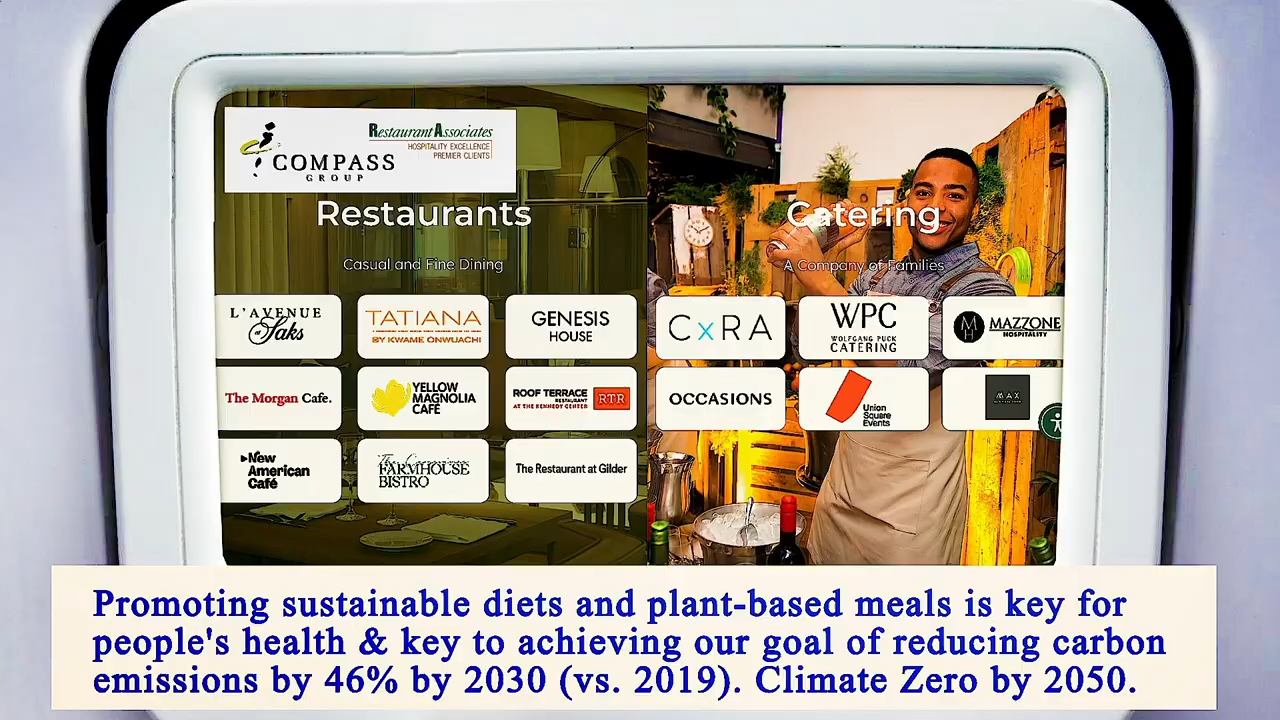 COMPASS
GROUP
Restaurant Associates
HOSPITALITY EXCELLENCE
PREMIER CLIENTS
Restaurants
Casual and Fine Dining
L'AVENUE
Saks
TATIANA
BY KWAME ONWUACHI
GENESIS
HOUSE
The Morgan Cafe.
YELLOW
MAGNOLIA
CAFÉ
ROOF TERRACE
RESTAURANT
AT THE KENNEDY CENTER
RTR
New
American
Café
FARMHOUSE
BISTRO
The Restaurant at Gilder
Catering
A Company of Families
CxRA
WPC
WOLFGANG PUCK
CATERING
M
H
MAZZONE
HOSPITALITY
OCCASIONS
Union
Square
Events
MAX
Promoting sustainable diets and plant-based meals is key for
people's health & key to achieving our goal of reducing carbon
emissions by 46% by 2030 (vs. 2019). Climate Zero by 2050.